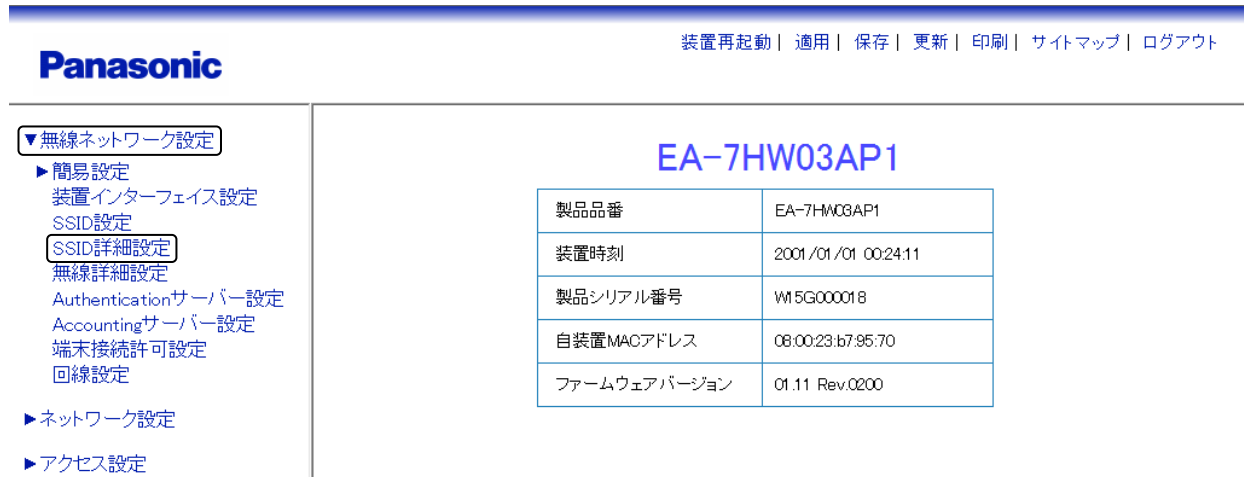 Panasonic
装置再起動| 適用| 保存| 更新| 印刷| サイトマップ| ログアウト
▼無線ネットワーク設定
▶簡易設定
装置インターフェイス設定
SSID設定
SSID詳細設定
無線詳細設定
Authenticationサーバー設定
Accountingサーバー設定
端末接続許可設定
回線設定
▶ネットワーク設定
▶アクセス設定
EA-7HW03AP1
製品品番 EA-7HW03AP1
装置時刻 2001/01/01 00:24:11
製品シリアル番号 W15G000018
自装置MACアドレス 08:00:23:b7:95:70
ファームウェアバージョン 01.11 Rev.0200